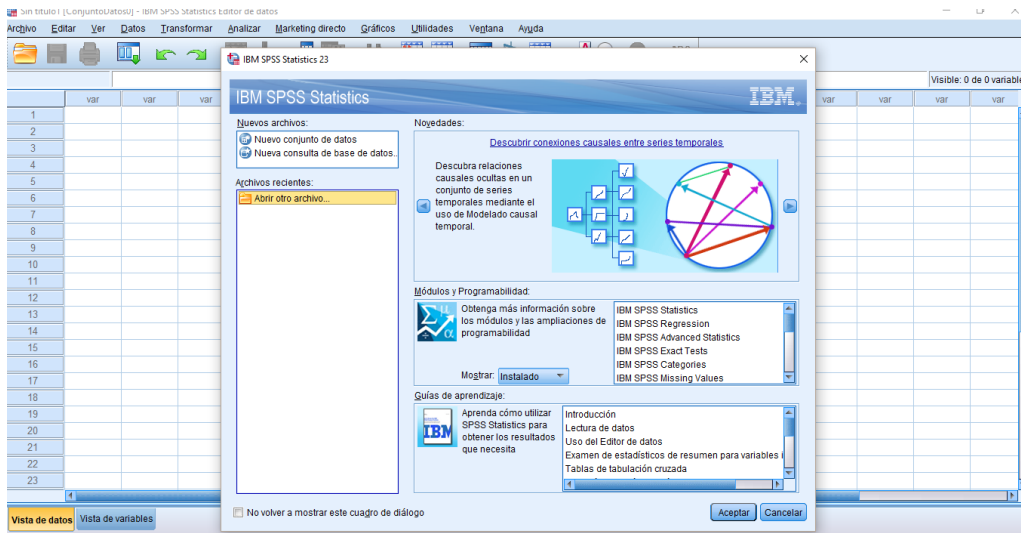 Sin título1 [ConjuntoDatos0] - IBM SPSS Statistics Editor de datos
Archivo Editar Ver Datos Transformar Analizar Marketing directo Gráficos Utilidades Ventana Ayuda
IBM SPSS Statistics 23
Visible: 0 de 0 variable
var var var var var var var
IBM SPSS Statistics
IBM
Nuevos archivos:
Nuevo conjunto de datos
Nueva consulta de base de datos..
Archivos recientes:
Abrir otro archivo...
Novedades:
Descubrir conexiones causales entre series temporales
Descubra relaciones
causales ocultas en un
conjunto de series
temporales mediante el
uso de Modelado causal
temporal.
Módulos y Programabilidad:
Obtenga más información sobre
los módulos y las ampliaciones de
programabilidad
Mostrar: Instalado
IBM SPSS Statistics
IBM SPSS Regression
IBM SPSS Advanced Statistics
IBM SPSS Exact Tests
IBM SPSS Categories
IBM SPSS Missing Values
Guías de aprendizaje:
IBM
Aprenda cómo utilizar
SPSS Statistics para
obtener los resultados
que necesita
Introducción
Lectura de datos
Uso del Editor de datos
Examen de estadísticos de resumen para variables i
Tablas de tabulación cruzada
1
2
3
4
5
6
7
8
9
10
11
12
13
14
15
16
17
18
19
20
21
22
23
No volver a mostrar este cuadro de diálogo
Aceptar Cancelar
Vista de datos Vista de variables